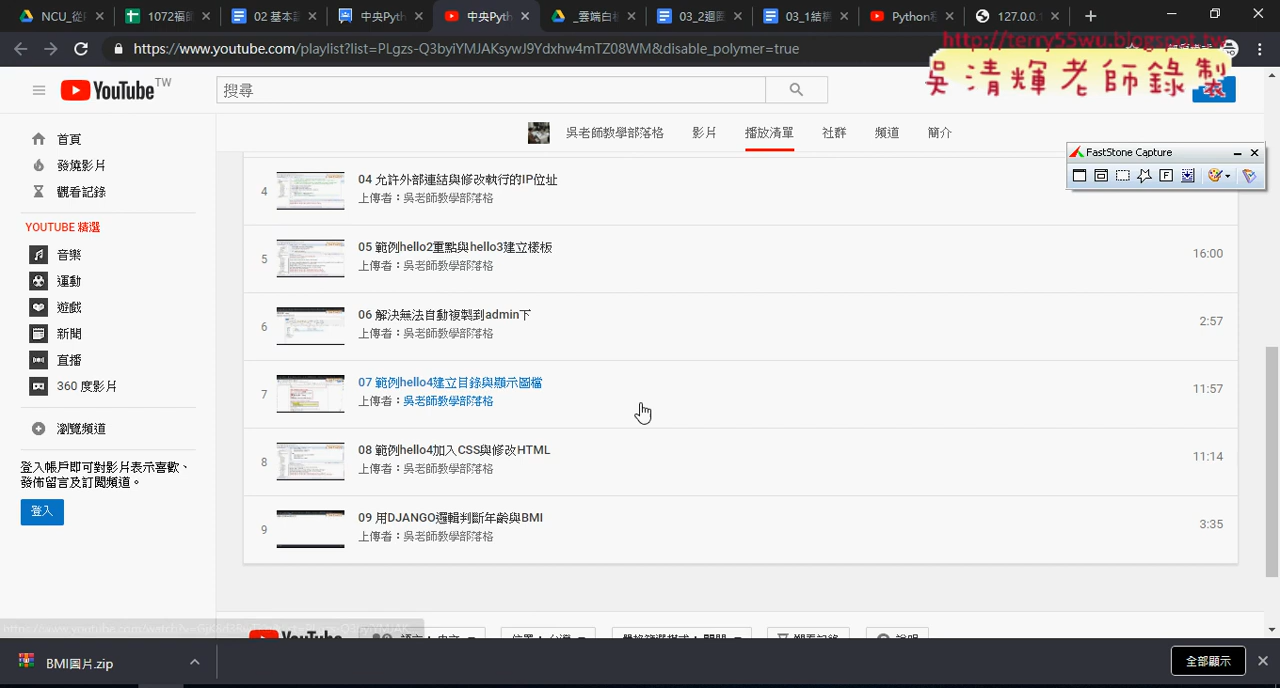 NCU_從
1072福
02 基本
中央Pyth
中央Pyth
_雲端白
03_2迴
03_1結
Python
127.0.0.
https://www.youtube.com/playlist?list=PLgzs-Q3byiYMJAKsywJ9Ydxhw4mTZ08WM&disable_polymer=true
http://terry55wu.blogspot.tw
吳清輝老師錄製
YouTube TW
搜尋
首頁
發燒影片
觀看記錄
YOUTUBE 精選
音樂
運動
遊戲
新聞
直播
360 度影片
瀏覽頻道
登入帳戶即可對影片表示喜歡、
發佈留言及訂閱頻道。
登入
吳老師教學部落格
影片
播放清單
社群
頻道
簡介
FastStone Capture
4
04 允許外部連結與修改執行的IP位址
上傳者：吳老師教學部落格
5
05 範例hello2重點與hello3建立樣板
上傳者：吳老師教學部落格
16:00
6
06 解決無法自動複製到admin下
上傳者：吳老師教學部落格
2:57
7
07 範例hello4建立目錄與顯示圖檔
上傳者：吳老師教學部落格
11:57
8
08 範例hello4加入CSS與修改HTML
上傳者：吳老師教學部落格
11:14
9
09 用DJANGO邏輯判斷年齡與BMI
上傳者：吳老師教學部落格
3:35
YouTube
BMI圖片.zip
全部顯示